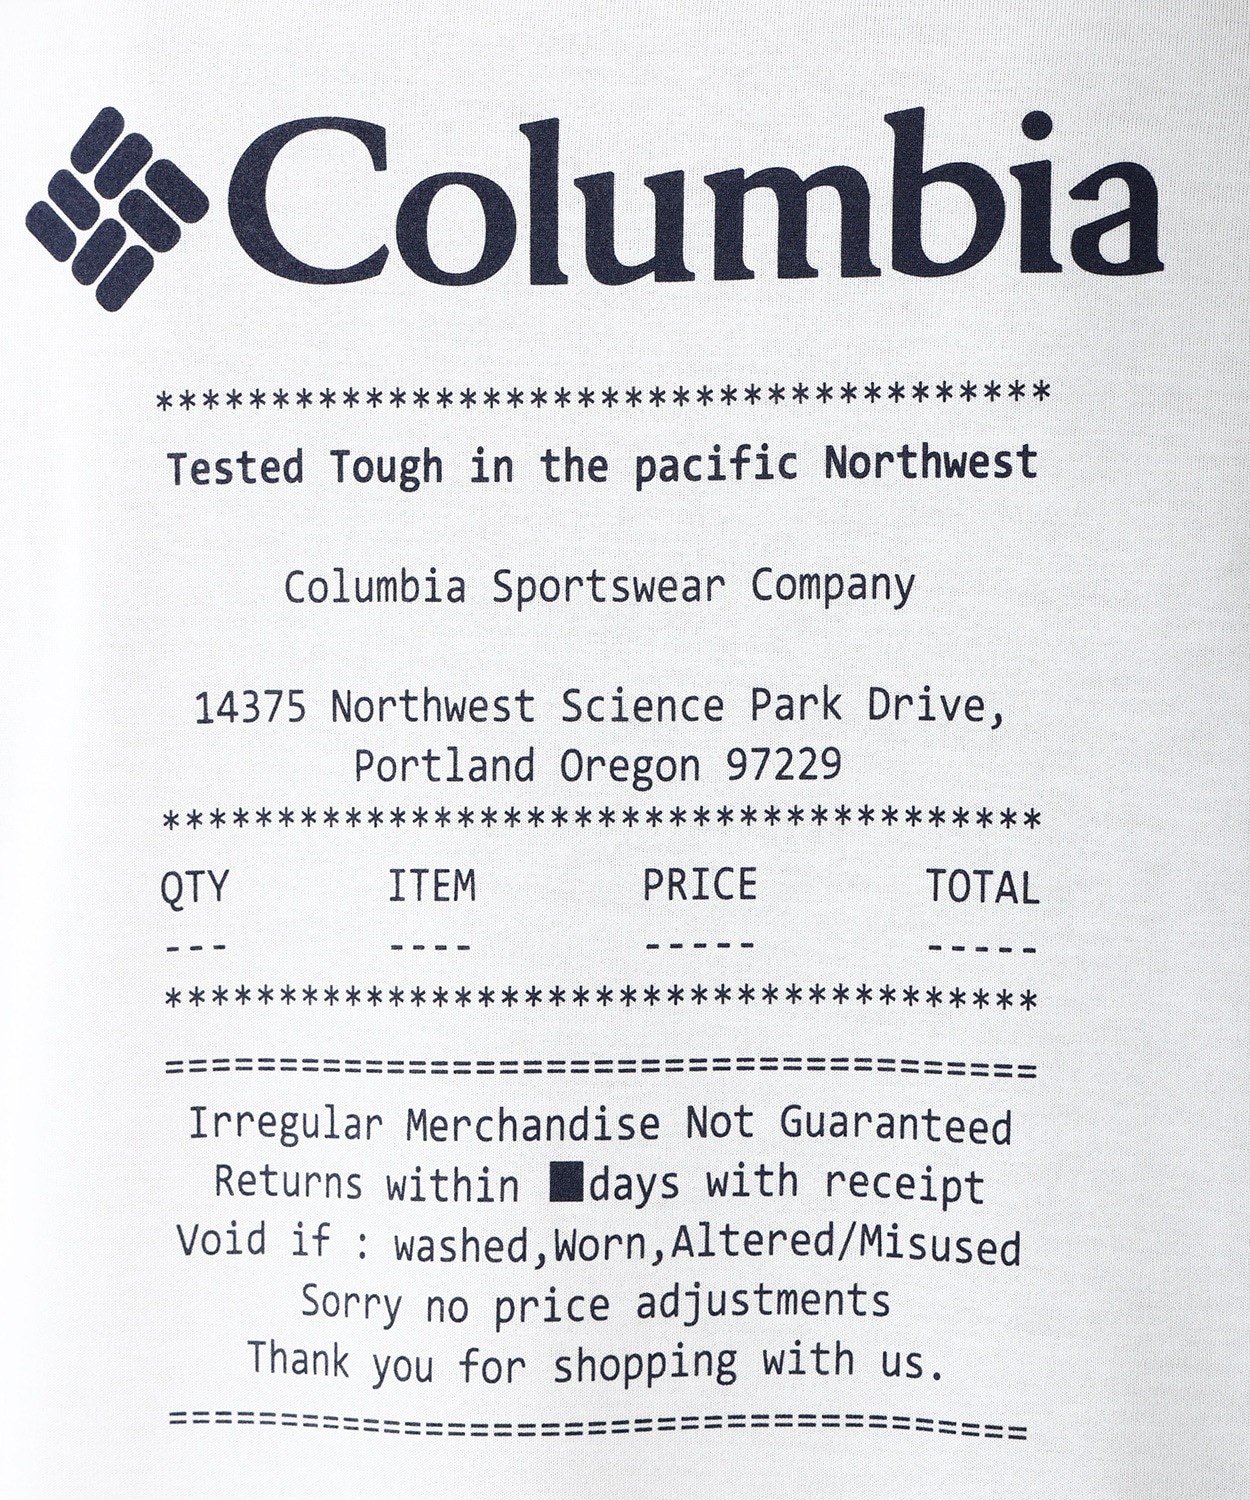 Columbia
**************************************
Tested Tough in the pacific Northwest
Columbia Sportswear Company
14375 Northwest Science Park Drive,
Portland Oregon 97229
**************************************
QTY ITEM PRICE TOTAL
--- ---- ----- -----
*************************************
=====================================
Irregular Merchandise Not Guaranteed
Returns within ■days with receipt
Void if : washed,Worn,Altered/Misused
Sorry no price adjustments
Thank you for shopping with us.
=====================================